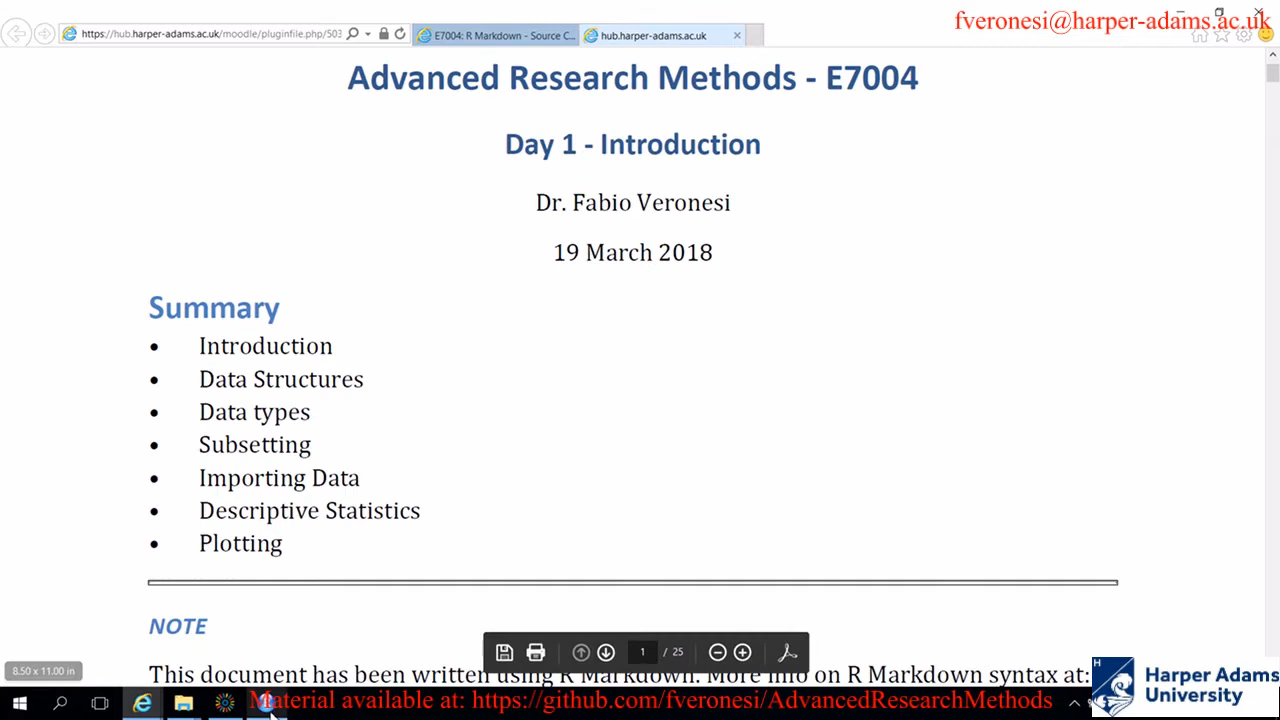 fveronesi@harper-adams.ac.uk
https://hub.harper-adams.ac.uk/moodle/pluginfile.php/503
E7004: R Markdown - Source C...
hub.harper-adams.ac.uk
Advanced Research Methods - E7004
Day 1 - Introduction
Dr. Fabio Veronesi
19 March 2018
Summary
• Introduction
• Data Structures
• Data types
• Subsetting
• Importing Data
• Descriptive Statistics
• Plotting
NOTE
1 / 25
8.50 x 11.00 in
This document has been written using R Markdown. More info on R Markdown syntax at:
Material available at: https://github.com/fveronesi/AdvancedResearchMethods
H
Harper Adams
University